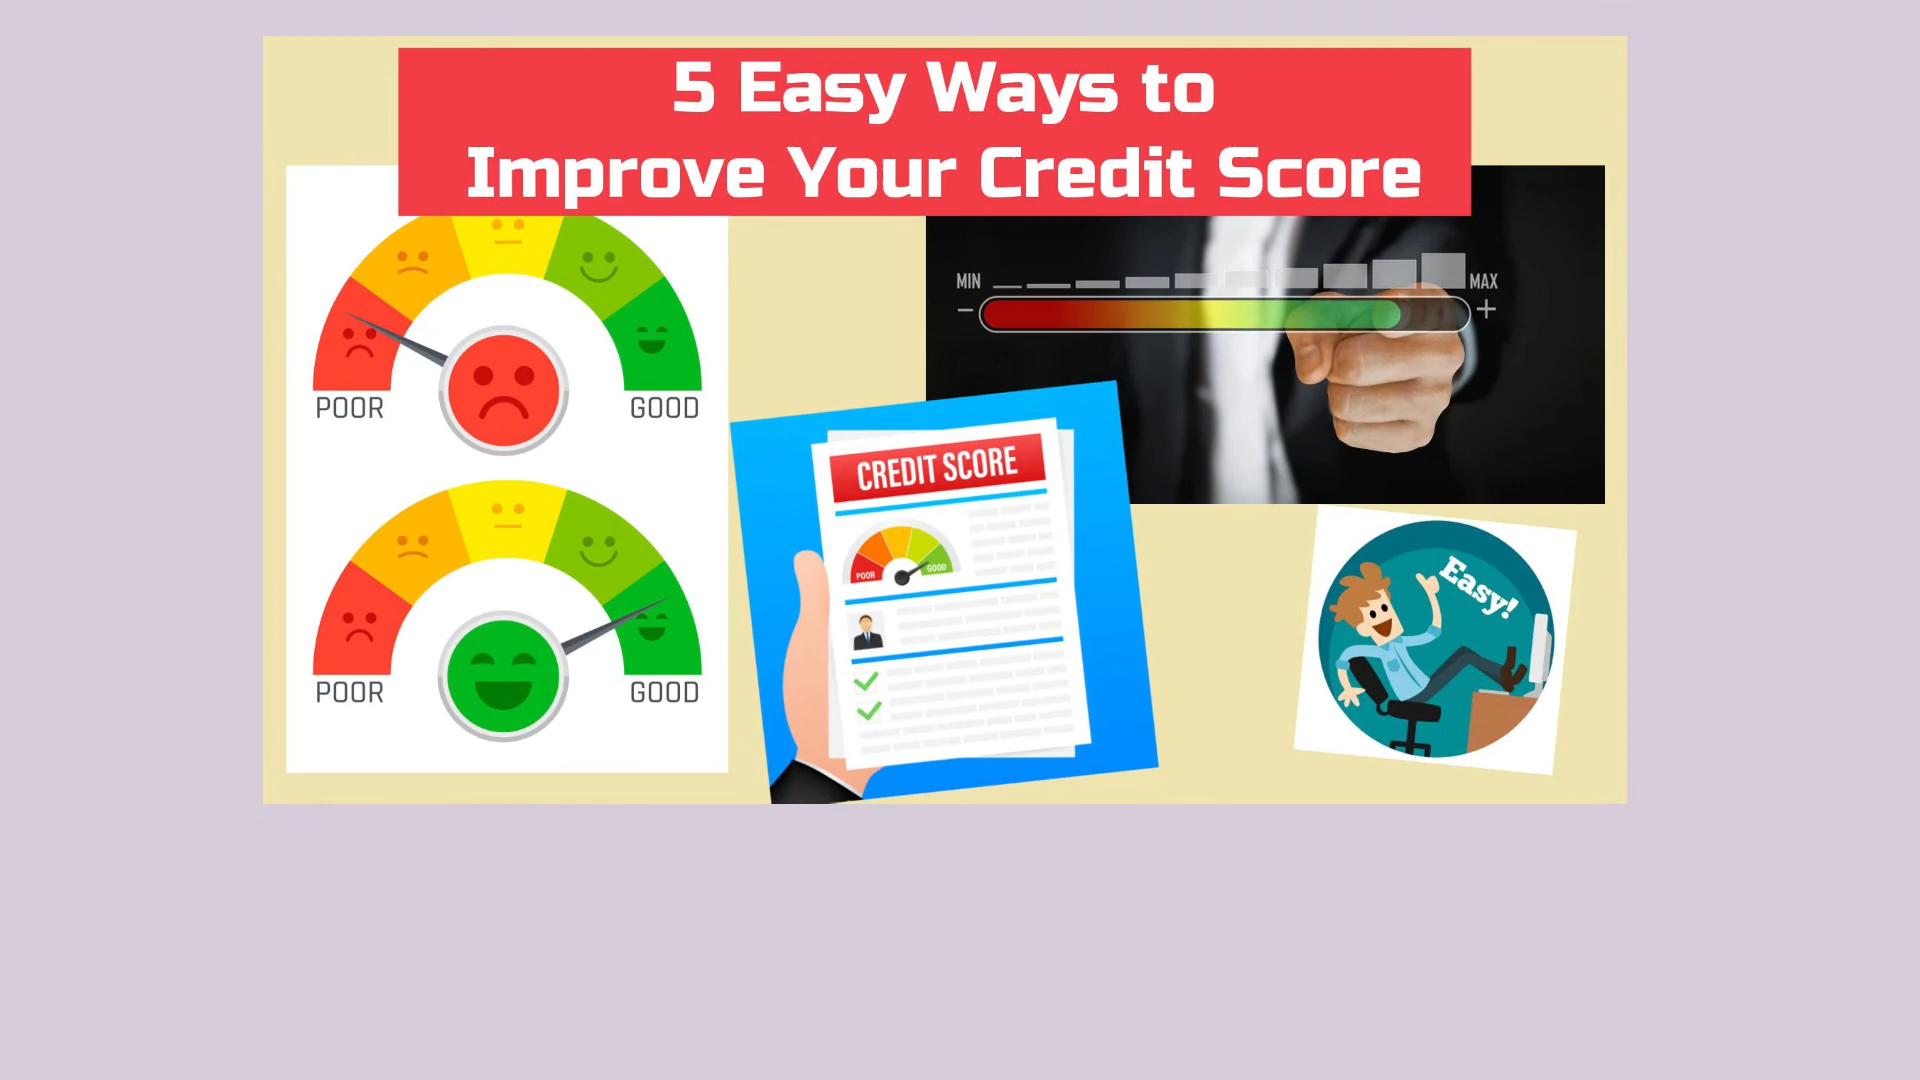 5 Easy Ways to
Improve Your Credit Score
POOR
GOOD
MIN
MAX
CREDIT SCORE
POOR
GOOD
Easy!
POOR
GOOD